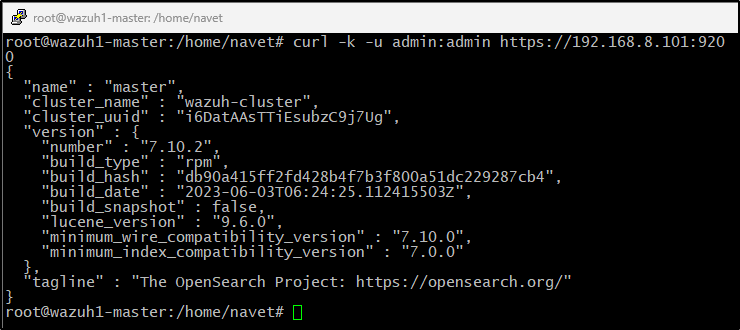 root@wazuh1-master: /home/navet
root@wazuh1-master:/home/navet# curl -k -u admin:admin https://192.168.8.101:920
0
{
  "name" : "master",
  "cluster_name" : "wazuh-cluster",
  "cluster_uuid" : "i6DatAAsTTiEsubzC9j7Ug",
  "version" : {
    "number" : "7.10.2",
    "build_type" : "rpm",
    "build_hash" : "db90a415ff2fd428b4f7b3f800a51dc229287cb4",
    "build_date" : "2023-06-03T06:24:25.112415503Z",
    "build_snapshot" : false,
    "lucene_version" : "9.6.0",
    "minimum_wire_compatibility_version" : "7.10.0",
    "minimum_index_compatibility_version" : "7.0.0"
  },
  "tagline" : "The OpenSearch Project: https://opensearch.org/"
}
root@wazuh1-master:/home/navet#